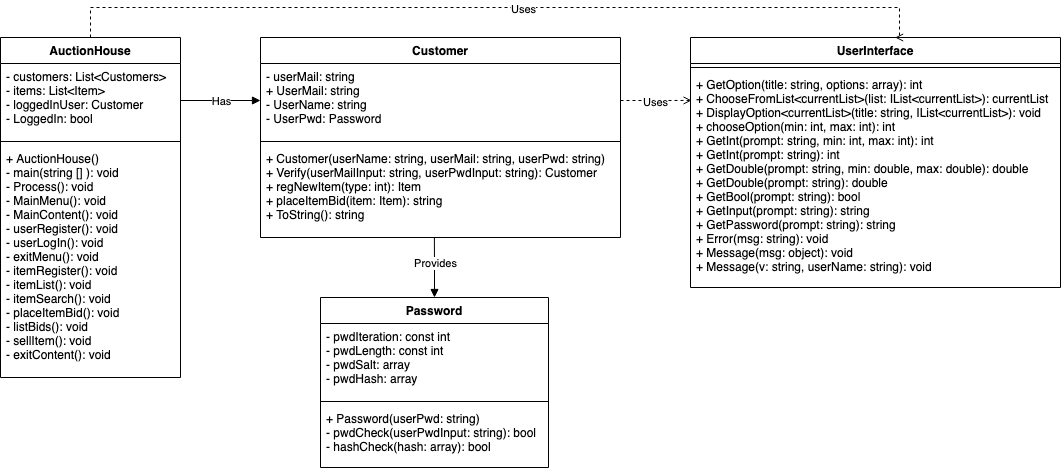 Uses
AuctionHouse
- customers: List<Customers>
- items: List<Item>
- loggedInUser: Customer
- LoggedIn: bool
+ AuctionHouse()
- main(string [] ): void
- Process(): void
- MainMenu(): void
- MainContent(): void
- userRegister(): void
- userLogIn(): void
- exitMenu(): void
- itemRegister(): void
- itemList(): void
- itemSearch(): void
- placeItemBid(): void
- listBids(): void
- sellItem(): void
- exitContent(): void
Has
Customer
- userMail: string
+ UserMail: string
- UserName: string
- UserPwd: Password
+ Customer(userName: string, userMail: string, userPwd: string)
+ Verify(userMailInput: string, userPwdInput: string): Customer
+ regNewItem(type: int): Item
+ placeItemBid(item: Item): string
+ ToString(): string
Uses
UserInterface
+ GetOption(title: string, options: array): int
+ ChooseFromList<currentList>(list: IList<currentList>): currentList
+ DisplayOption<currentList>(title: string, IList<currentList>): void
+ chooseOption(min: int, max: int): int
+ GetInt(prompt: string, min: int, max: int): int
+ GetInt(prompt: string): int
+ GetDouble(prompt: string, min: double, max: double): double
+ GetDouble(prompt: string): double
+ GetBool(prompt: string): bool
+ GetInput(prompt: string): string
+ GetPassword(prompt: string): string
+ Error(msg: string): void
+ Message(msg: object): void
+ Message(v: string, userName: string): void
Provides
Password
- pwdIteration: const int
- pwdLength: const int
- pwdSalt: array
- pwdHash: array
+ Password(userPwd: string)
- pwdCheck(userPwdInput: string): bool
- hashCheck(hash: array): bool